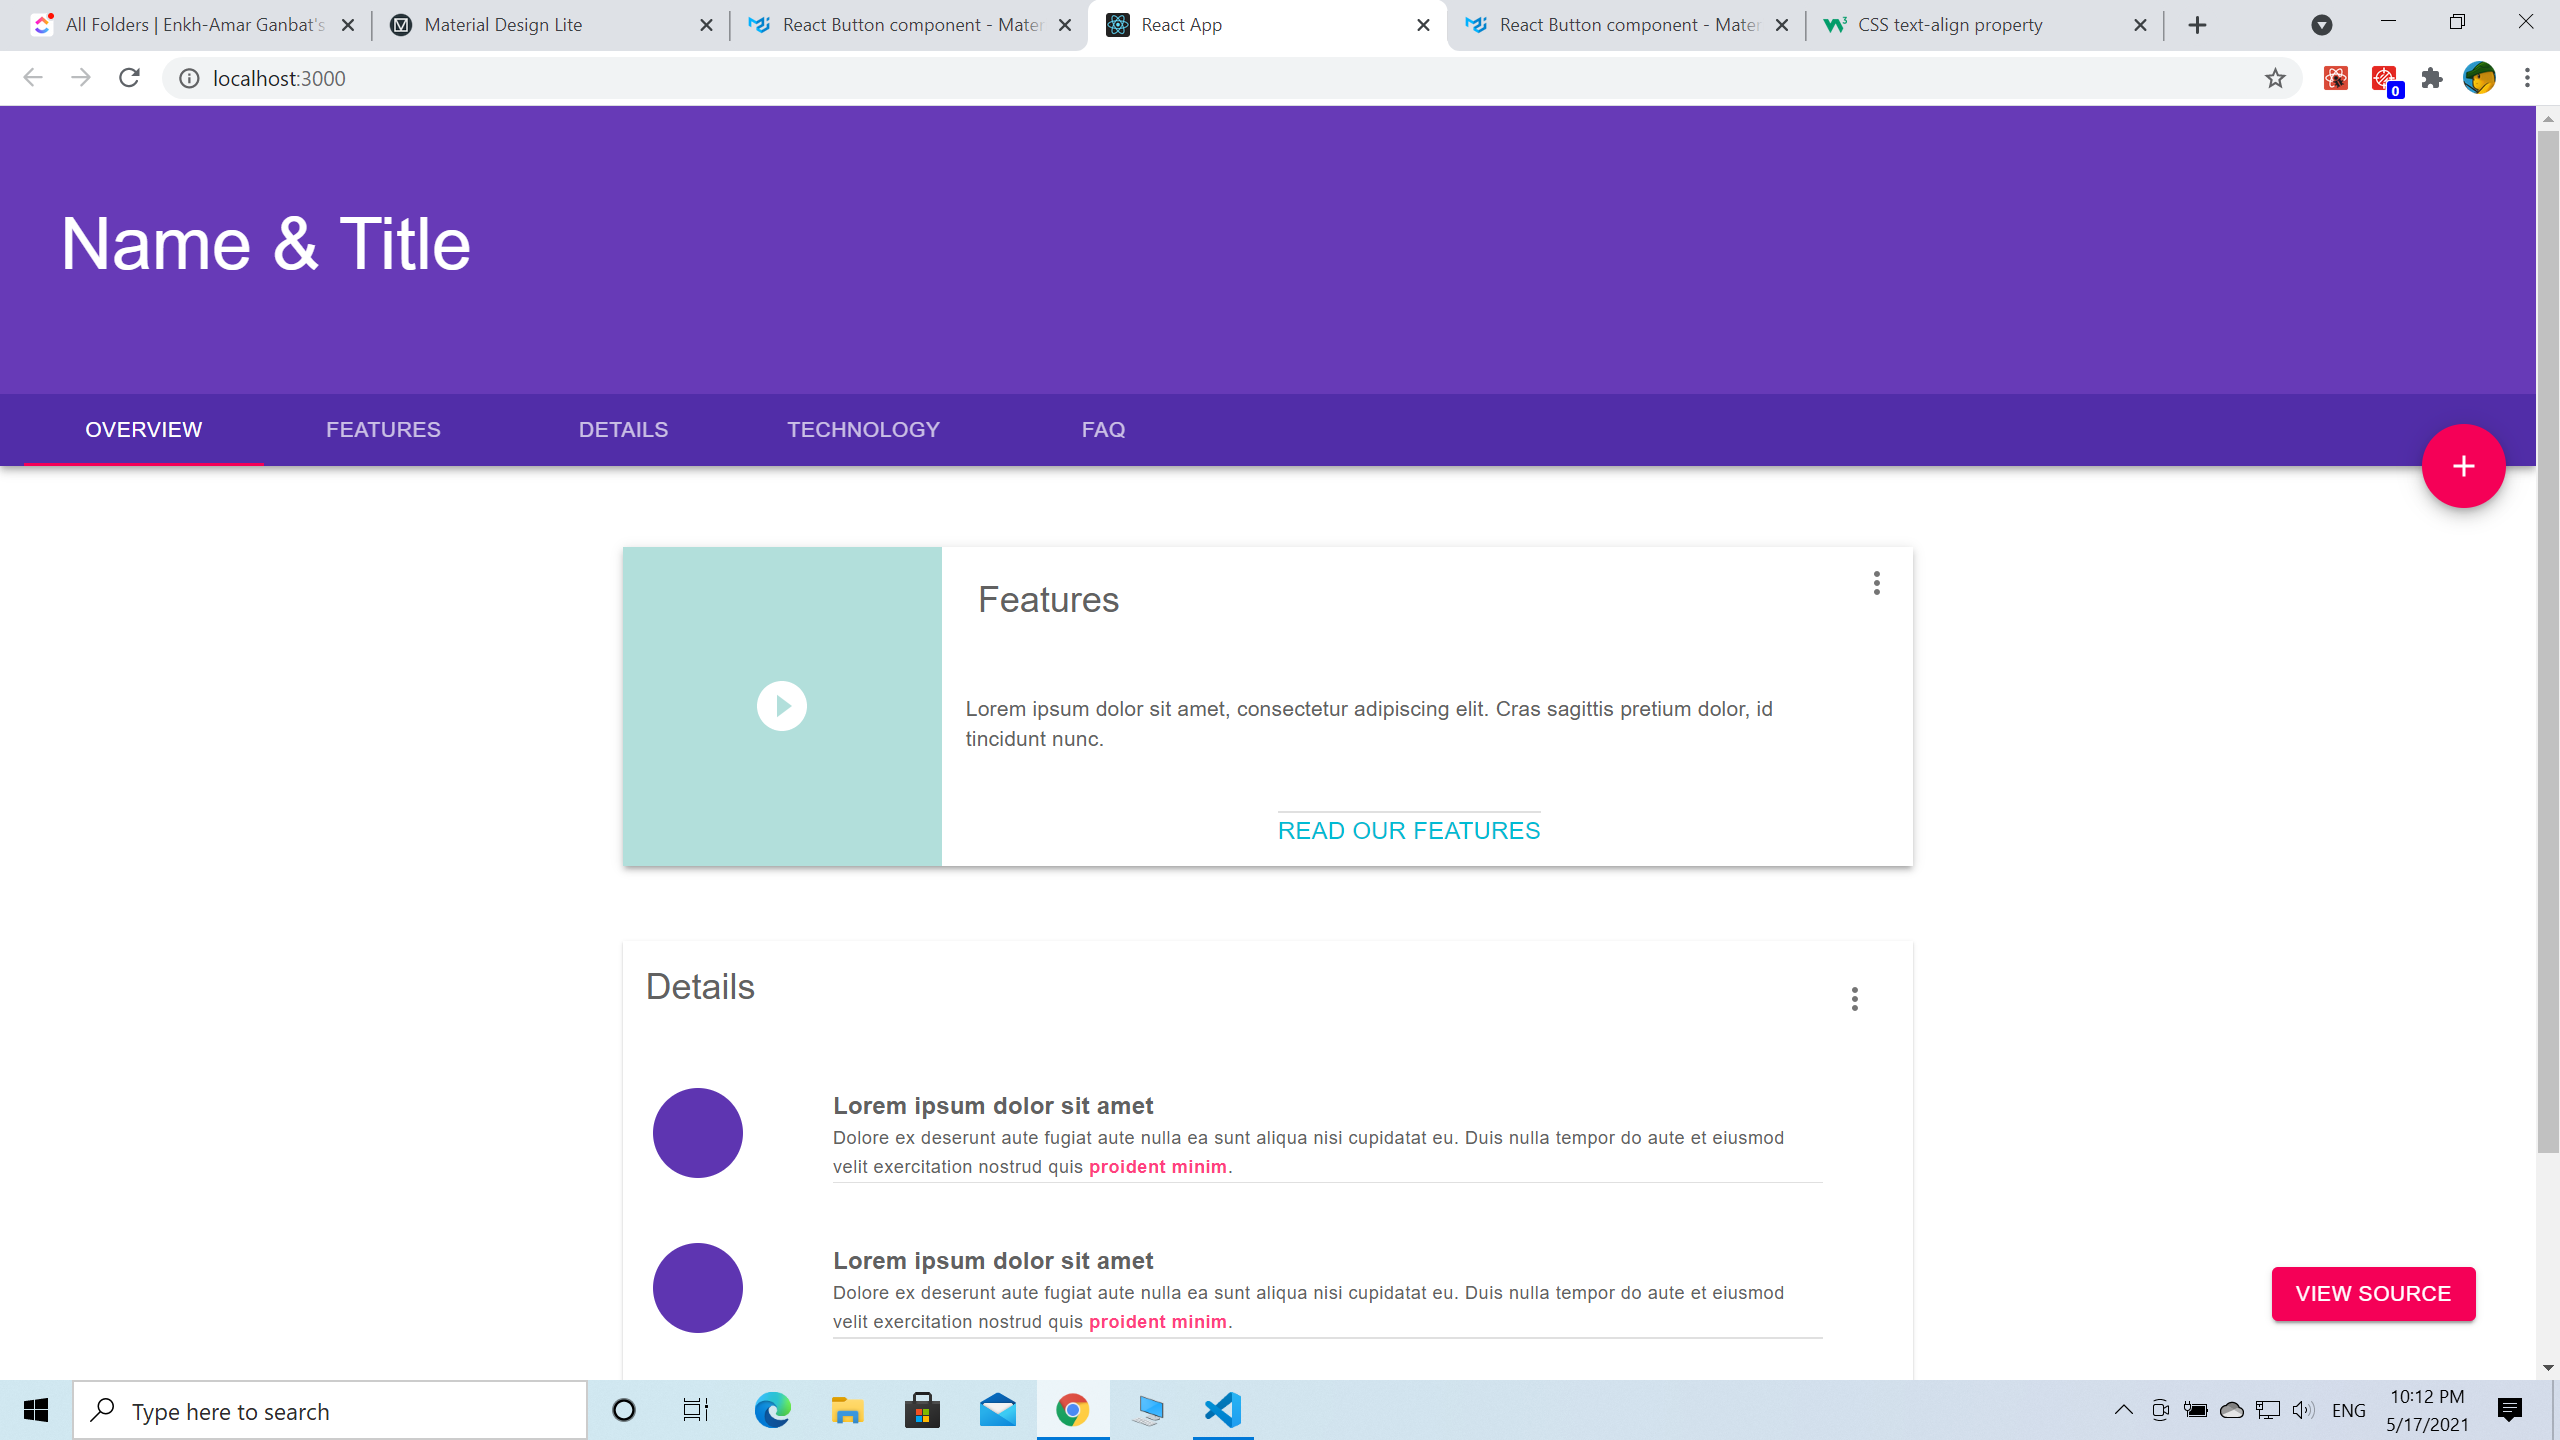 All Folders | Enkh-Amar Ganbat's
Material Design Lite
React Button component - Mater
React App
React Button component - Mater
CSS text-align property
localhost:3000
0
Name & Title
OVERVIEW
FEATURES
DETAILS
TECHNOLOGY
FAQ
Features
Lorem ipsum dolor sit amet, consectetur adipiscing elit. Cras sagittis pretium dolor, id
tincidunt nunc.
READ OUR FEATURES
Details
Lorem ipsum dolor sit amet
Dolore ex deserunt aute fugiat aute nulla ea sunt aliqua nisi cupidatat eu. Duis nulla tempor do aute et eiusmod
velit exercitation nostrud quis proident minim.
Lorem ipsum dolor sit amet
Dolore ex deserunt aute fugiat aute nulla ea sunt aliqua nisi cupidatat eu. Duis nulla tempor do aute et eiusmod
velit exercitation nostrud quis proident minim.
VIEW SOURCE
Type here to search
ENG
10:12 PM
5/17/2021